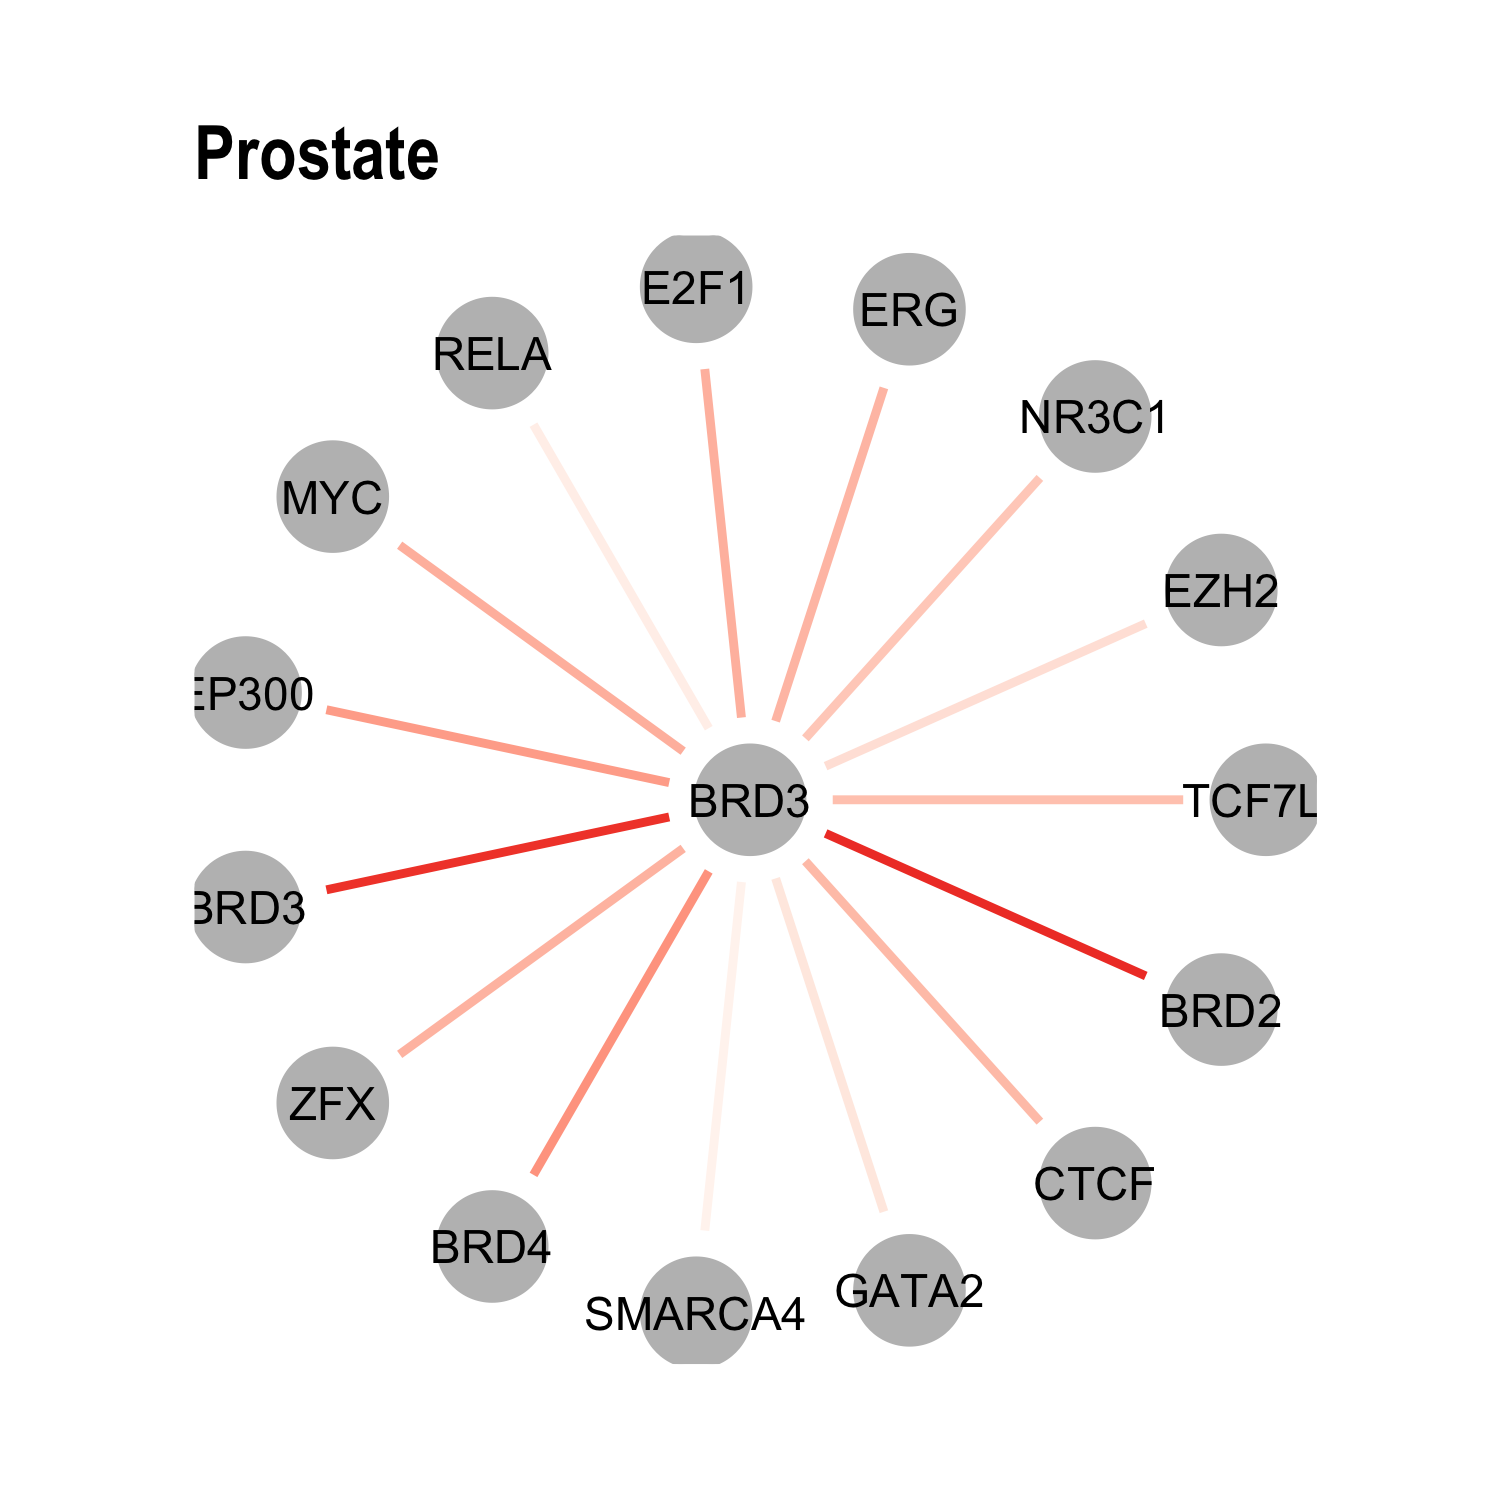 Prostate
E2F1
ERG
RELA
NR3C1
MYC
EZH2
EP300
BRD3
TCF7L
BRD3
BRD2
ZFX
CTCF
BRD4
GATA2
SMARCA4